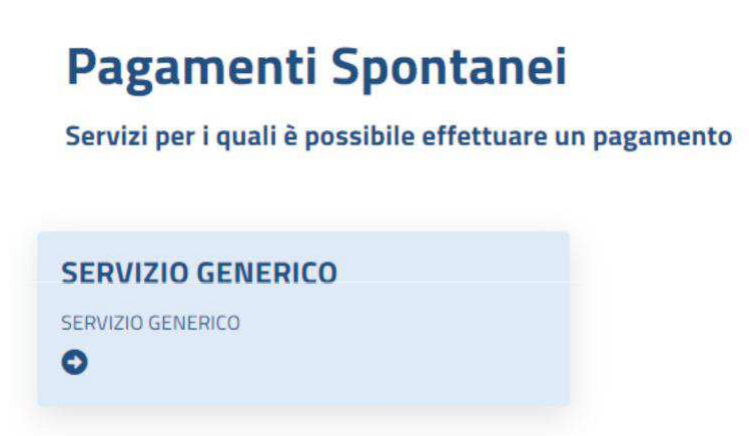 Pagamenti Spontanei
Servizi per i quali è possibile effettuare un pagamento
SERVIZIO GENERICO
SERVIZIO GENERICO